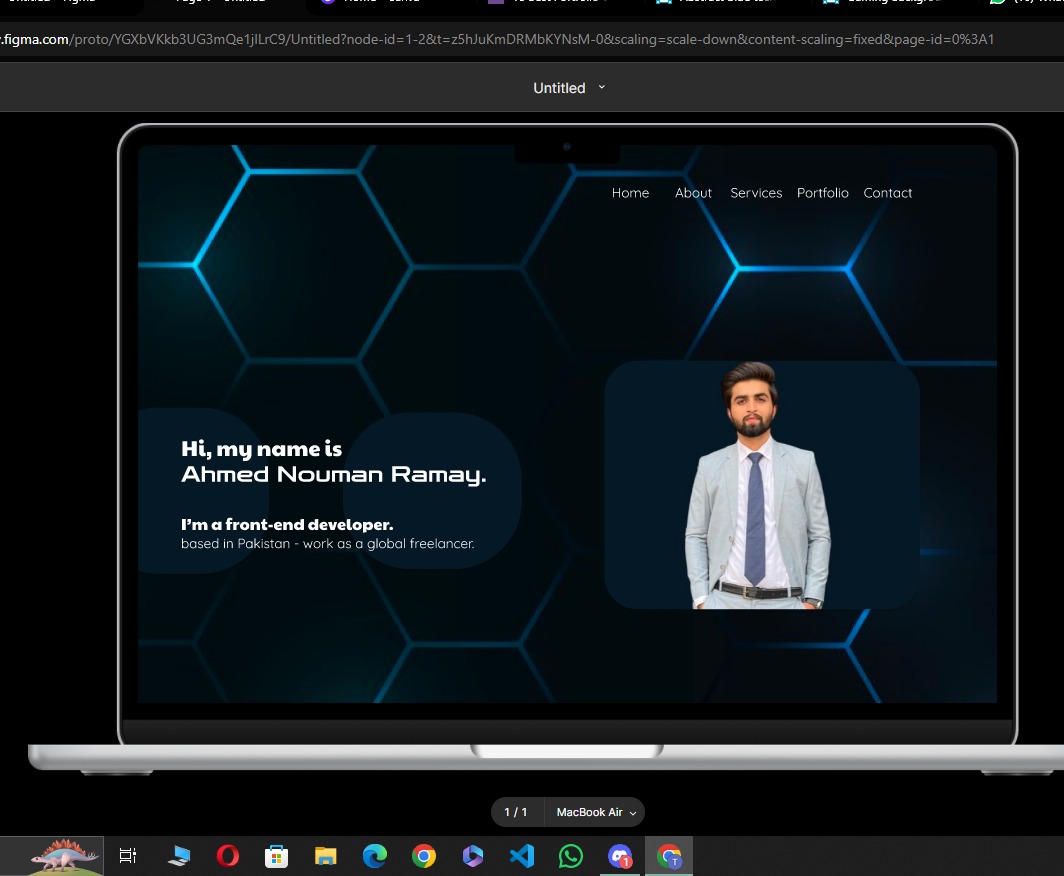 .figma.com/proto/YGXbVKkb3UG3mQe1jlLrC9/Untitled?node-id=1-2&t=z5hJuKmDRMbKYNsM-0&scaling=scale-down&content-scaling=fixed&page-id=0%3A1
Untitled
Home About Services Portfolio Contact
Hi, my name is
Ahmed Nouman Ramay.
I'm a front-end developer.
based in Pakistan - work as a global freelancer.
1 / 1 MacBook Air
1
T